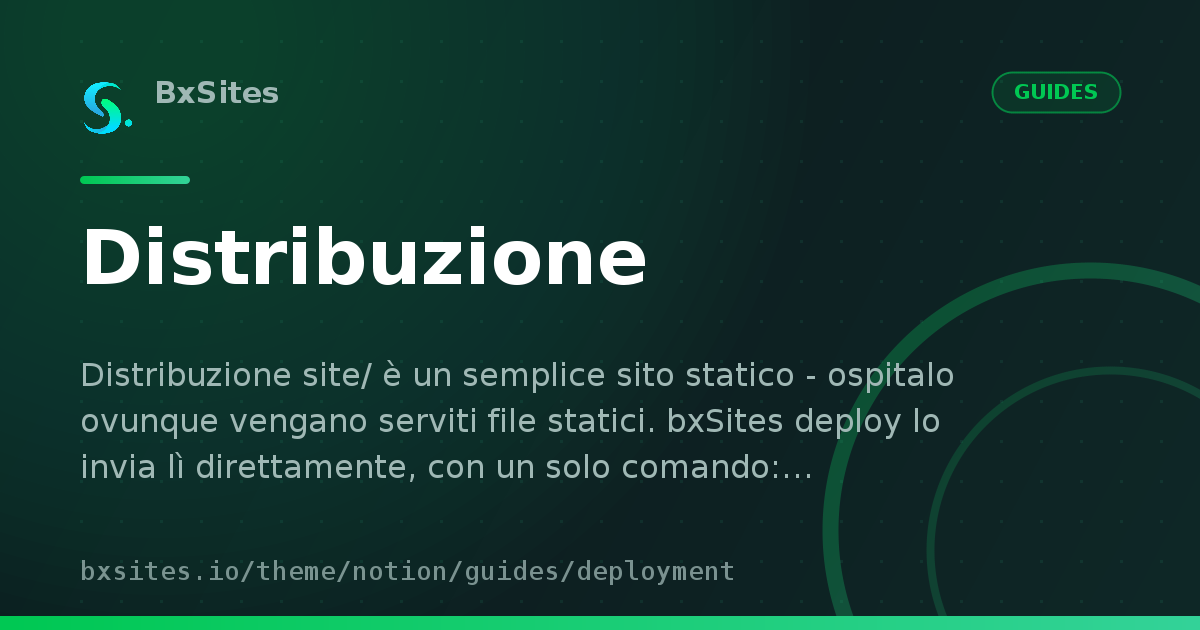 BxSites
GUIDES
Distribuzione
Distribuzione site/ è un semplice sito statico - ospitalo
ovunque vengano serviti file statici. bxSites deploy lo
invia lì direttamente, con un solo comando:...
bxsites.io/theme/notion/guides/deployment